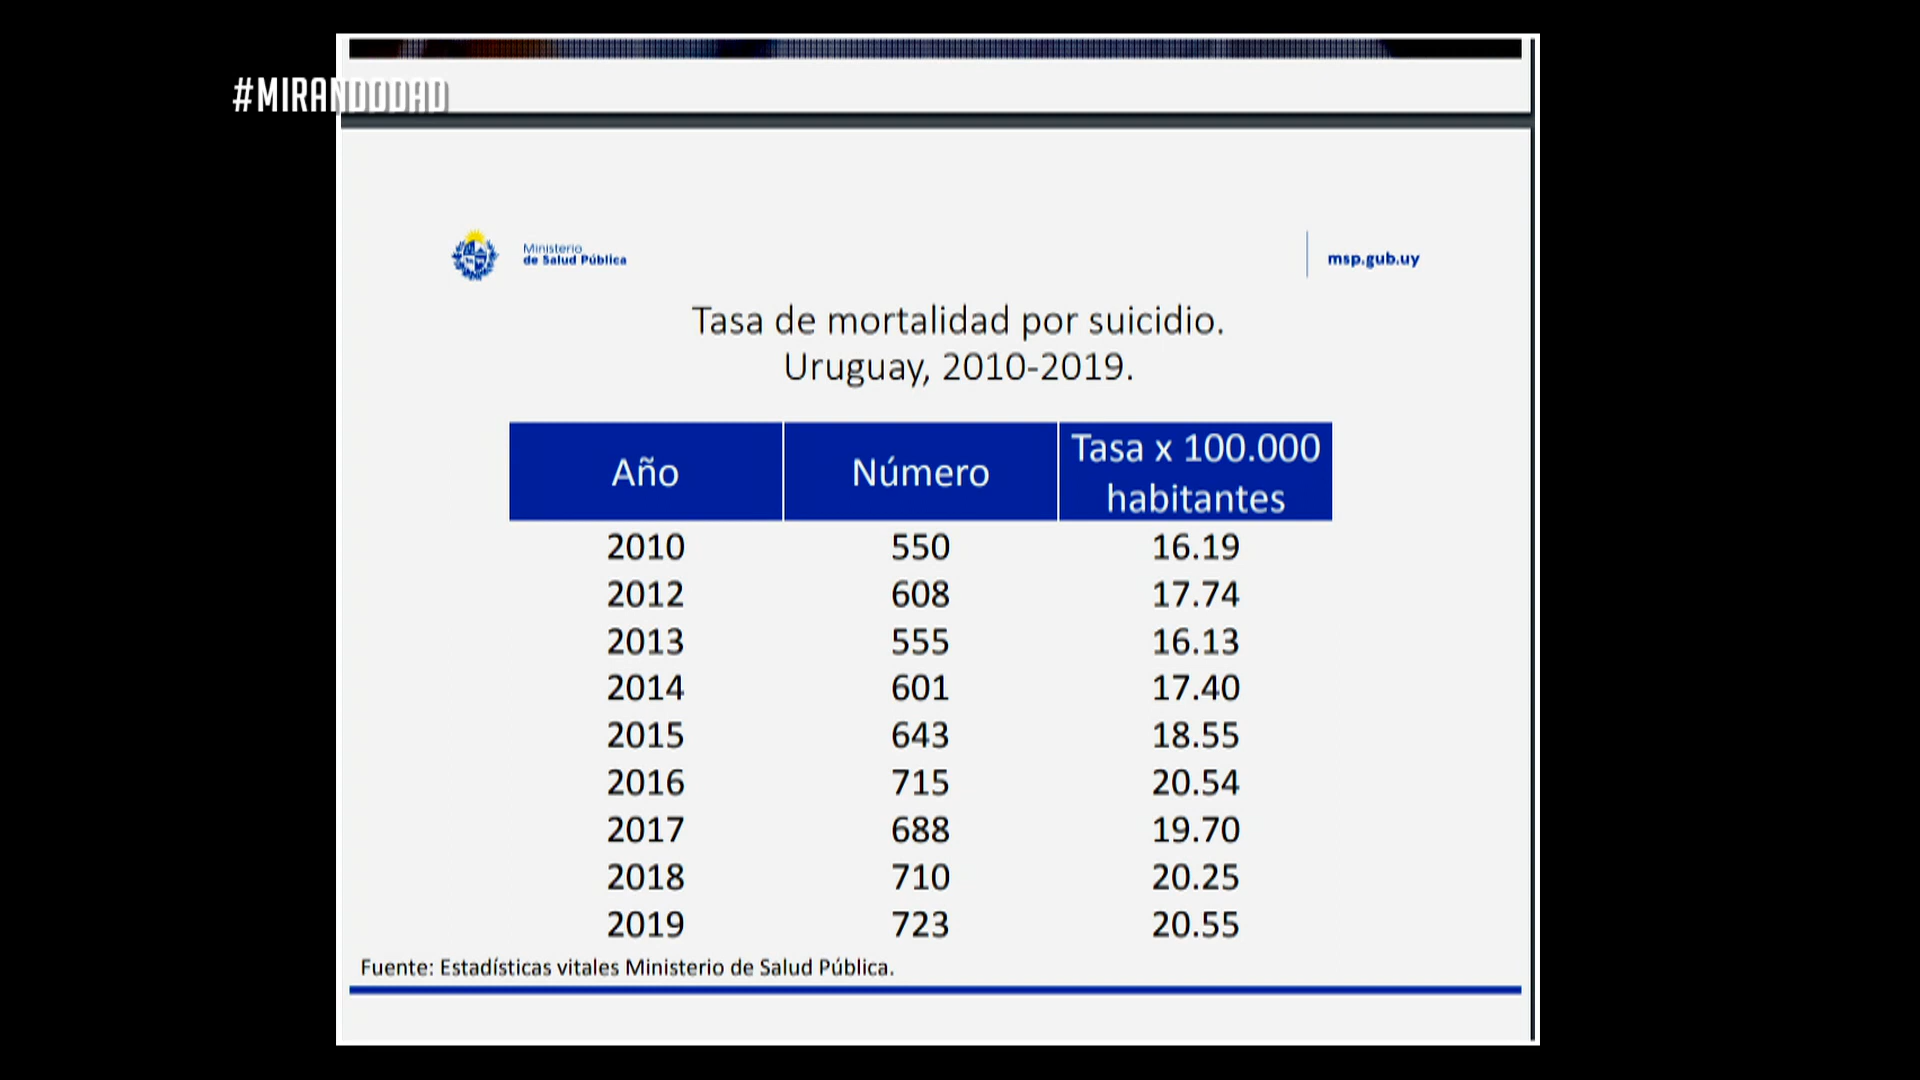 #MIRANDODAD
Ministerio
de Salud Pública
msp.gub.uy
Tasa de mortalidad por suicidio.
Uruguay, 2010-2019.
Año Número Tasa x 100.000 habitantes
2010 550 16.19
2012 608 17.74
2013 555 16.13
2014 601 17.40
2015 643 18.55
2016 715 20.54
2017 688 19.70
2018 710 20.25
2019 723 20.55
Fuente: Estadísticas vitales Ministerio de Salud Pública.